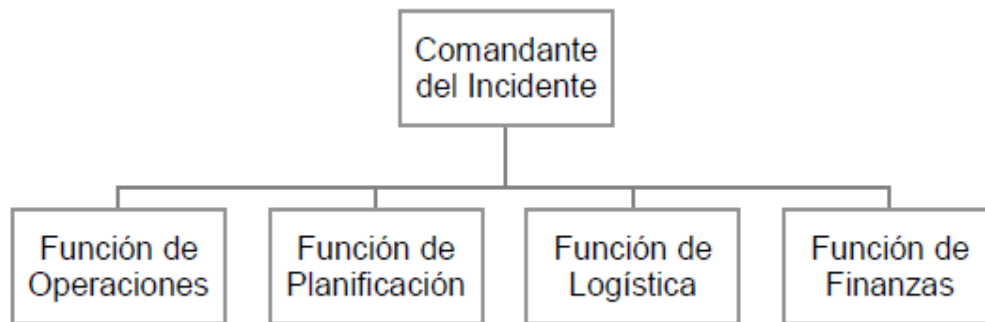 Comandante
del Incidente
Función de
Operaciones
Función de
Planificación
Función de
Logística
Función de
Finanzas